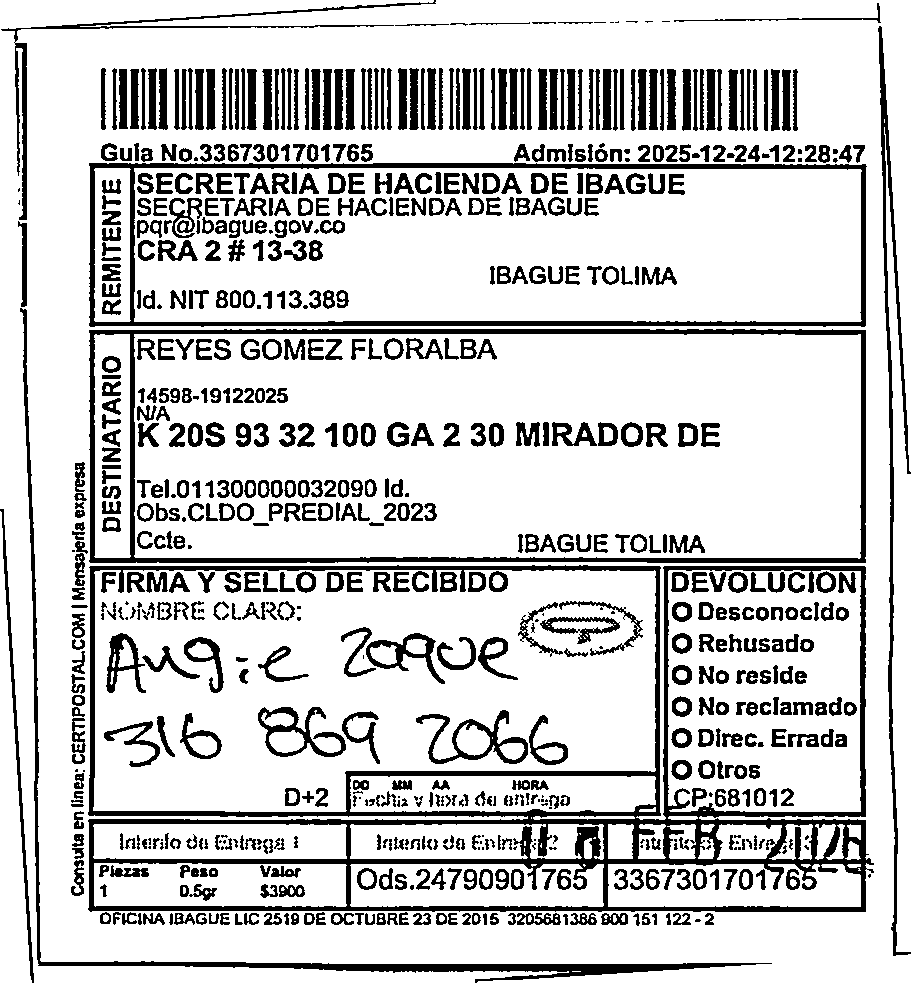 Guia No.3367301701765 Admisión: 2025-12-24-12:28:47
REMITENTE
SECRETARIA DE HACIENDA DE IBAGUE
SECRETARIA DE HACIENDA DE IBAGUE
pqr@ibague.gov.co
CRA 2 # 13-38
IBAGUE TOLIMA
Id. NIT 800.113.389
DESTINATARIO
REYES GOMEZ FLORALBA
14598-19122025
N/A
K 20S 93 32 100 GA 2 30 MIRADOR DE
Tel.011300000032090 Id.
Obs.CLDO_PREDIAL_2023
Ccte.
IBAGUE TOLIMA
Consulta en línea: CERTIPOSTAL.COM | Mensajería expresa
FIRMA Y SELLO DE RECIBIDO
NOMBRE CLARO:
Angie Zaque
316 869 2066
D+2
DD MM AA HORA
Fecha y hora de entrega
DEVOLUCION
Desconocido
Rehusado
No reside
No reclamado
Direc. Errada
Otros
CP:681012
Intento de Entrega 1
Intento de Entrega 2
Intento de Entrega 3
FEB 2026
Piezas Peso Valor
1 0.5gr $3900
Ods.24790901765
3367301701765
OFICINA IBAGUE LIC 2519 DE OCTUBRE 23 DE 2015 3205681386 900 151 122 - 2